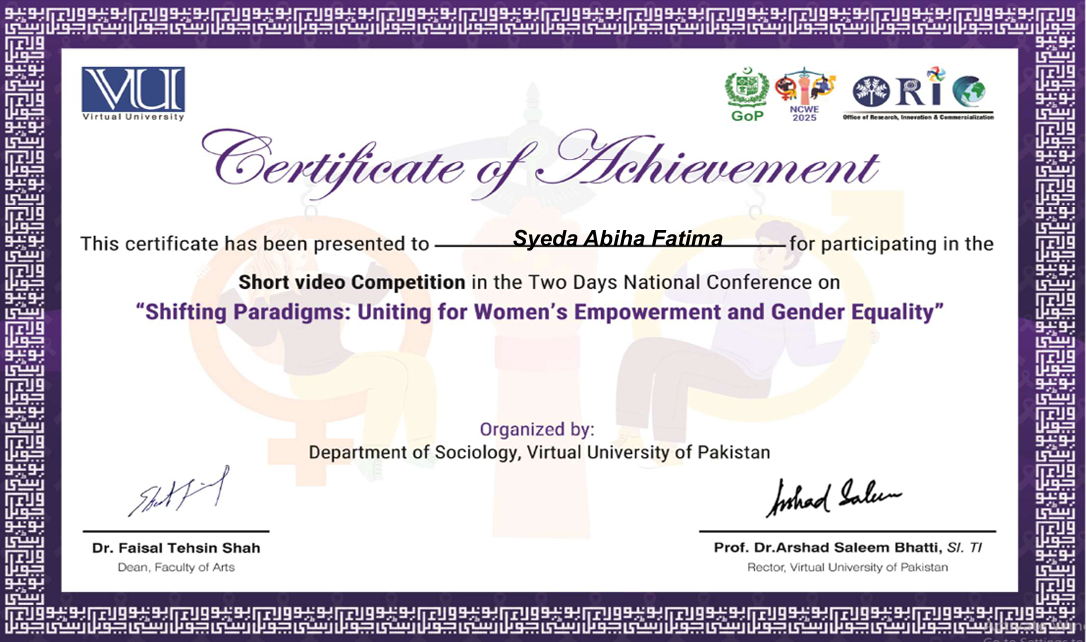 VU
Virtual University
GoP
NCWE
2025
ORIC
Office of Research, Innovation & Commercialization
Certificate of Achievement
This certificate has been presented to Syeda Abiha Fatima for participating in the
Short video Competition in the Two Days National Conference on
“Shifting Paradigms: Uniting for Women’s Empowerment and Gender Equality”
Organized by:
Department of Sociology, Virtual University of Pakistan
Arshad Saleem
Dr. Faisal Tehsin Shah
Prof. Dr.Arshad Saleem Bhatti, SI. TI
Dean, Faculty of Arts
Rector, Virtual University of Pakistan